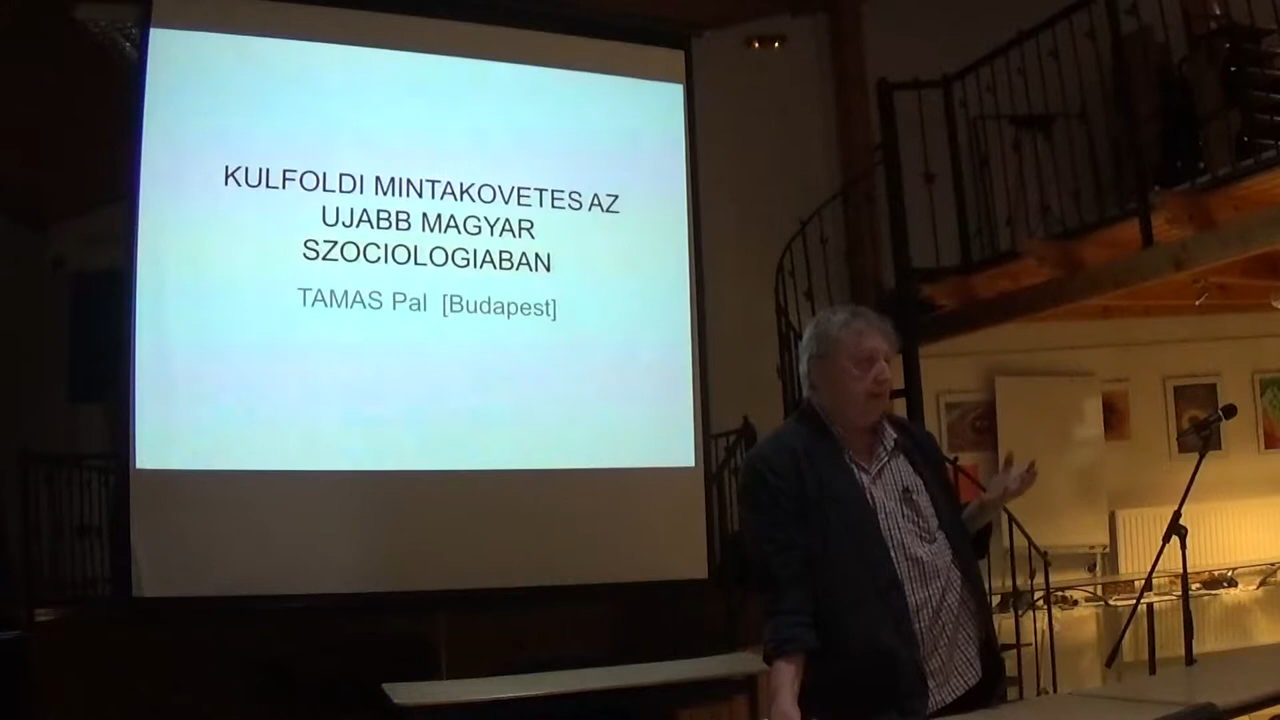 KULFOLDI MINTAKOVETES AZ
UJABB MAGYAR
SZOCIOLOGIABAN
TAMAS Pal [Budapest]